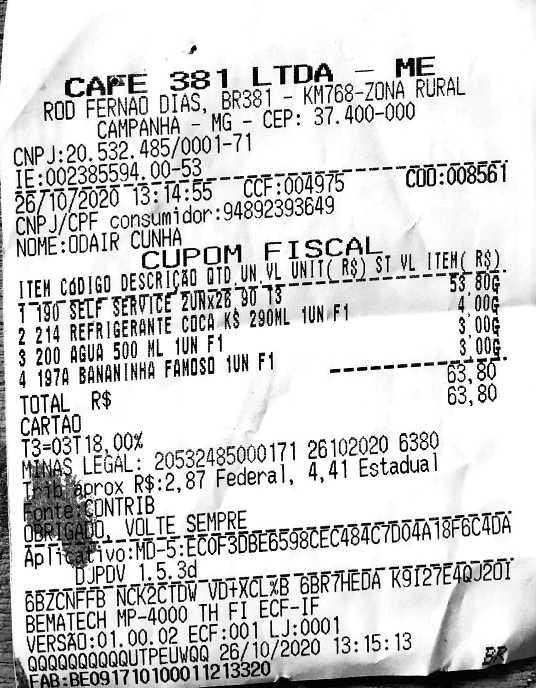 CAFE 381 LTDA - ME
ROD FERNAO DIAS, BR381 - KM768-ZONA RURAL
CAMPANHA - MG - CEP: 37.400-000
CNPJ:20.532.485/0001-71
IE:002385594.00-53
26/10/2020 13:14:55 CCF:004975 COO:008561
CNPJ/CPF consumidor:94892393649
NOME:ODAIR CUNHA
CUPOM FISCAL
ITEM CÓDIGO DESCRIÇÃO QTD UN VL UNIT( R$) ST VL ITEM( R$)
1 190 SELF SERVICE 2UNx26 90 T3 53 80G
2 214 REFRIGERANTE COCA KS 290ML 1UN F1 4,00G
3 200 AGUA 500 ML 1UN F1 3,00G
4 197A BANANINHA FAMOSO 1UN F1 3,00G
TOTAL R$ 63,80
CARTAO 63,80
T3=03T18,00%
MINAS LEGAL: 20532485000171 26102020 6380
Trib aprox R$:2,87 Federal, 4,41 Estadual
Fonte:CONTRIB
OBRIGADO, VOLTE SEMPRE
Aplicativo:MD-5:EC0F3DBE6598CEC484C7D04A18F6C4DA
DJPDV 1.5.3d
6BZCNFFB NCK2CTDW VD+XCL%B 6BR7HEDA K9I27E4QJ2OI
BEMATECH MP-4000 TH FI ECF-IF
VERSÃO:01.00.02 ECF:001 LJ:0001
QQQQQQQQQQUTPEUWQQ 26/10/2020 13:15:13
FAB:BE091710100011213320 BR